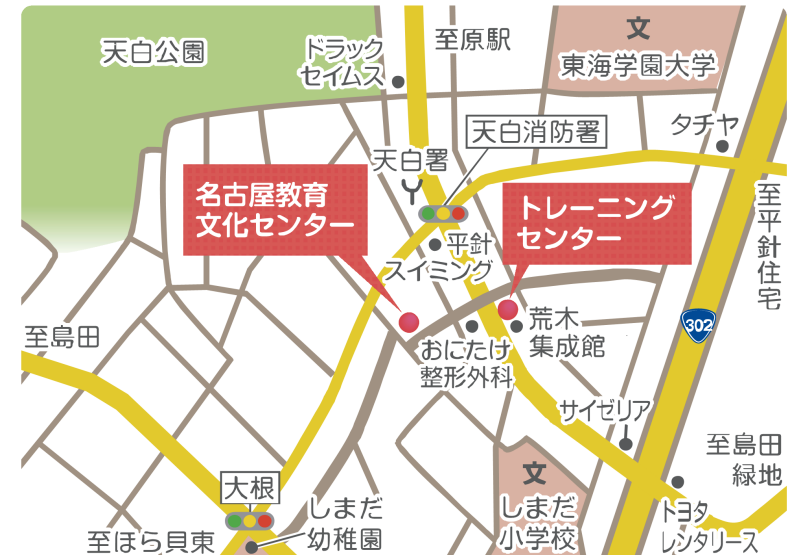 天白公園
ドラック
セイムス
至原駅
文
東海学園大学
タチヤ
天白消防署
天白署
名古屋教育
文化センター
トレーニング
センター
至平針住宅
平針
スイミング
302
至島田
おにたけ
整形外科
荒木
集成館
サイゼリア
至島田
緑地
大根
しまだ
幼稚園
文
しまだ
小学校
トヨタ
レンタリース
至ほら貝東